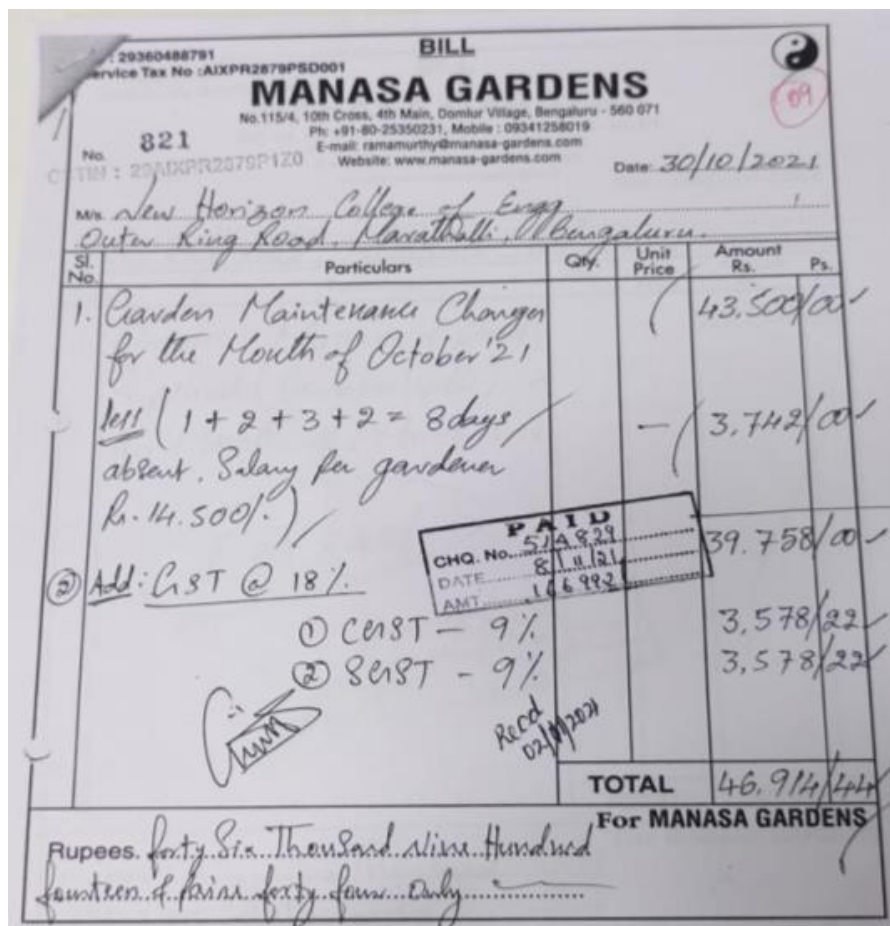 BILL
: 29360488791
ervice Tax No :AIXPR2879PSD001
MANASA GARDENS
09
No.115/4, 10th Cross, 4th Main, Domlur Village, Bengaluru - 560 071
Ph: +91-80-25350231, Mobile : 09341258019
E-mail: ramamurthy@manasa-gardens.com
Website: www.manasa-gardens.com
No. 821
GSTIN : 29AIXPR2879P1Z0
Date: 30/10/2021
M/s. New Horizon College of Engg
Outer Ring Road, Marathalli, Bengaluru.
Sl. No. Particulars Qty. Unit Price Amount Rs. Ps.
1. Garden Maintenance Charges 43.500/00
for the Month of October '21
less (1 + 2 + 3 + 2 = 8 days - 3.742/00
absent. Salary per gardener
Rs. 14.500/.)
39.758/00
PAID
CHQ. No. 514829
DATE 8/11/21
AMT. 166992
② Add: GST @ 18%
① CGST - 9% 3,578/22
② SGST - 9% 3,578/22
Recd
02/11/2021
TOTAL 46.914/44
For MANASA GARDENS
Rupees. forty Six Thousand Nine Hundred
fourteen & paise forty four only